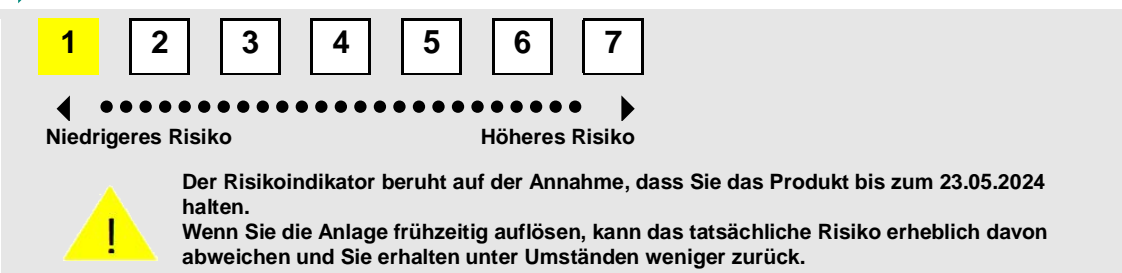 1 2 3 4 5 6 7
Niedrigeres Risiko Höheres Risiko
Der Risikoindikator beruht auf der Annahme, dass Sie das Produkt bis zum 23.05.2024
halten.
!
Wenn Sie die Anlage frühzeitig auflösen, kann das tatsächliche Risiko erheblich davon
abweichen und Sie erhalten unter Umständen weniger zurück.